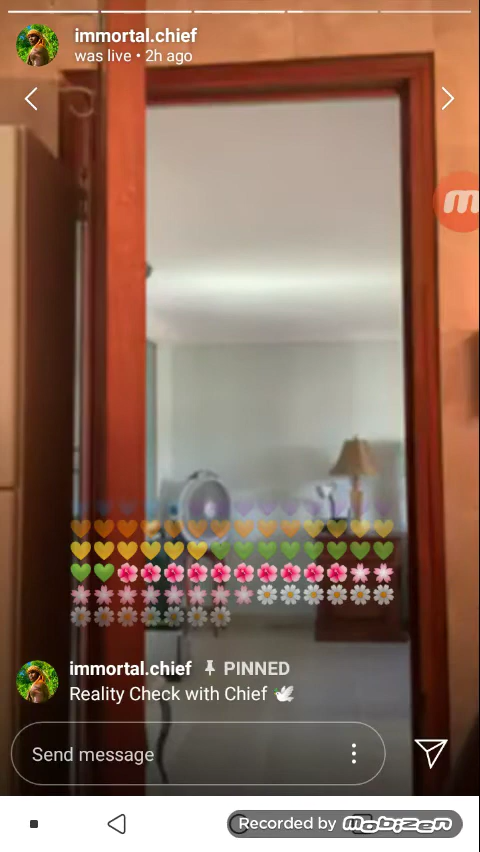 immortal.chief
was live • 2h ago
immortal.chief PINNED
Reality Check with Chief 🕊
Send message
Recorded by mobizen